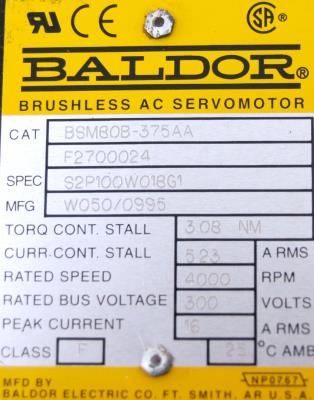 CE SA
BALDOR®
BRUSHLESS AC SERVOMOTOR
CAT BSM80B-375AA
F2700024
SPEC S2P100W018G1
MFG W050/0995
TORQ CONT. STALL 3.08 NM
CURR.CONT. STALL 5.23 A RMS
RATED SPEED 4000 RPM
RATED BUS VOLTAGE 300 VOLTS
PEAK CURRENT 16 A RMS
CLASS F 25 °C AMB
MFD BY NP0767
BALDOR ELECTRIC CO. FT. SMITH, AR U.S.A.